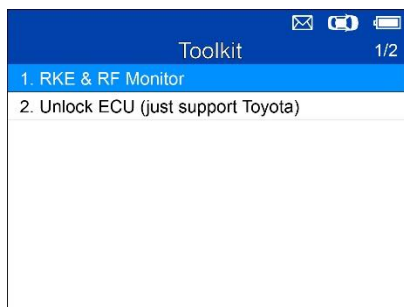 Toolkit 1/2
1. RKE & RF Monitor
2. Unlock ECU (just support Toyota)